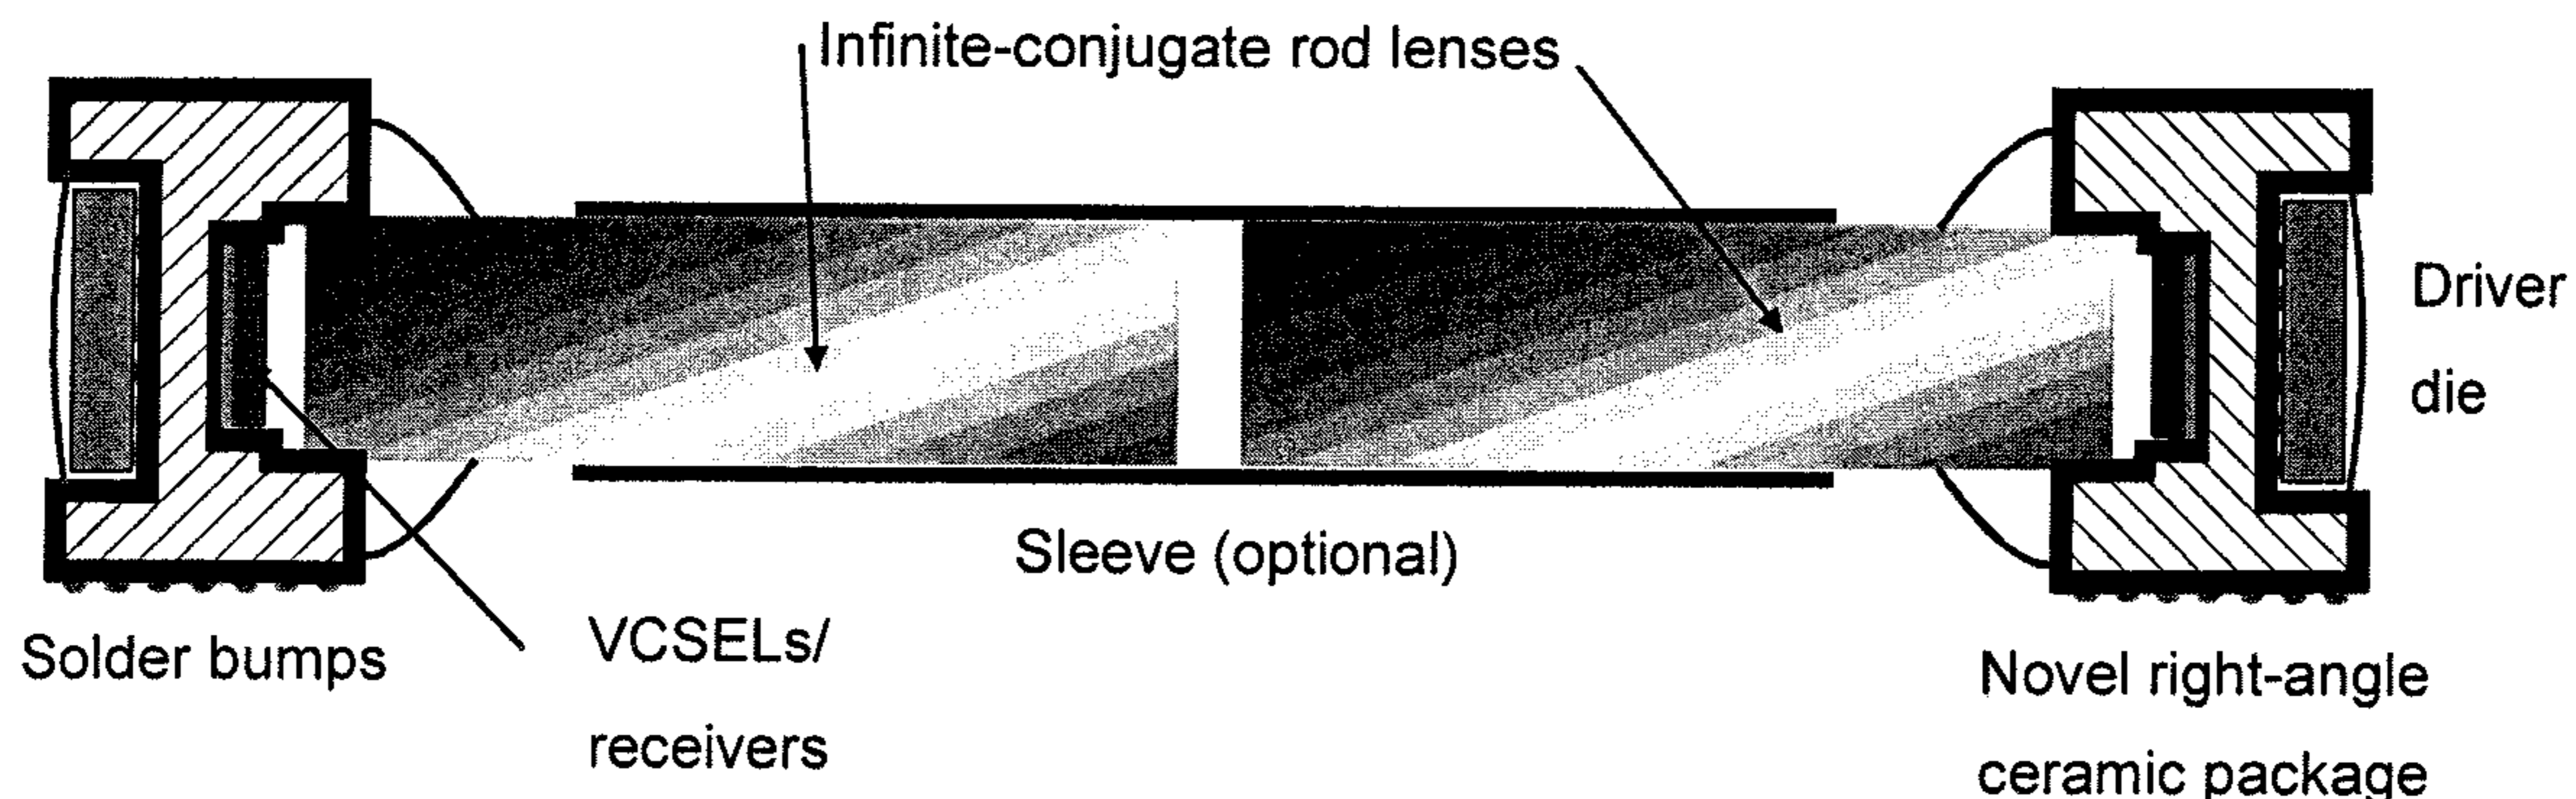 Infinite-conjugate rod lenses
Driver
die
Sleeve (optional)
Solder bumps
VCSELs/
receivers
Novel right-angle
ceramic package